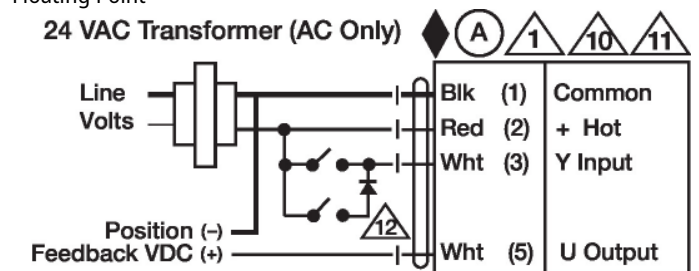 Floating Point
24 VAC Transformer (AC Only) A 1 10 11
Line Volts
Blk (1) Common
Red (2) + Hot
Wht (3) Y Input
12
Position (–)
Feedback VDC (+)
Wht (5) U Output